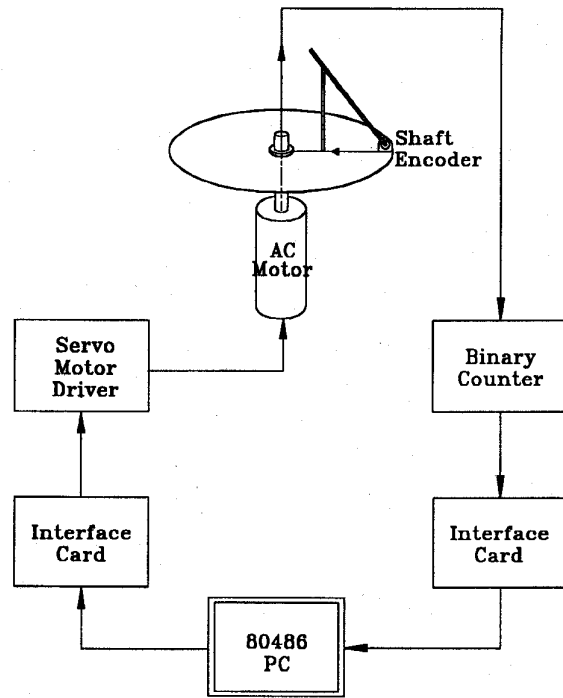 Shaft
Encoder
AC
Motor
Servo
Motor
Driver
Binary
Counter
Interface
Card
Interface
Card
80486
PC